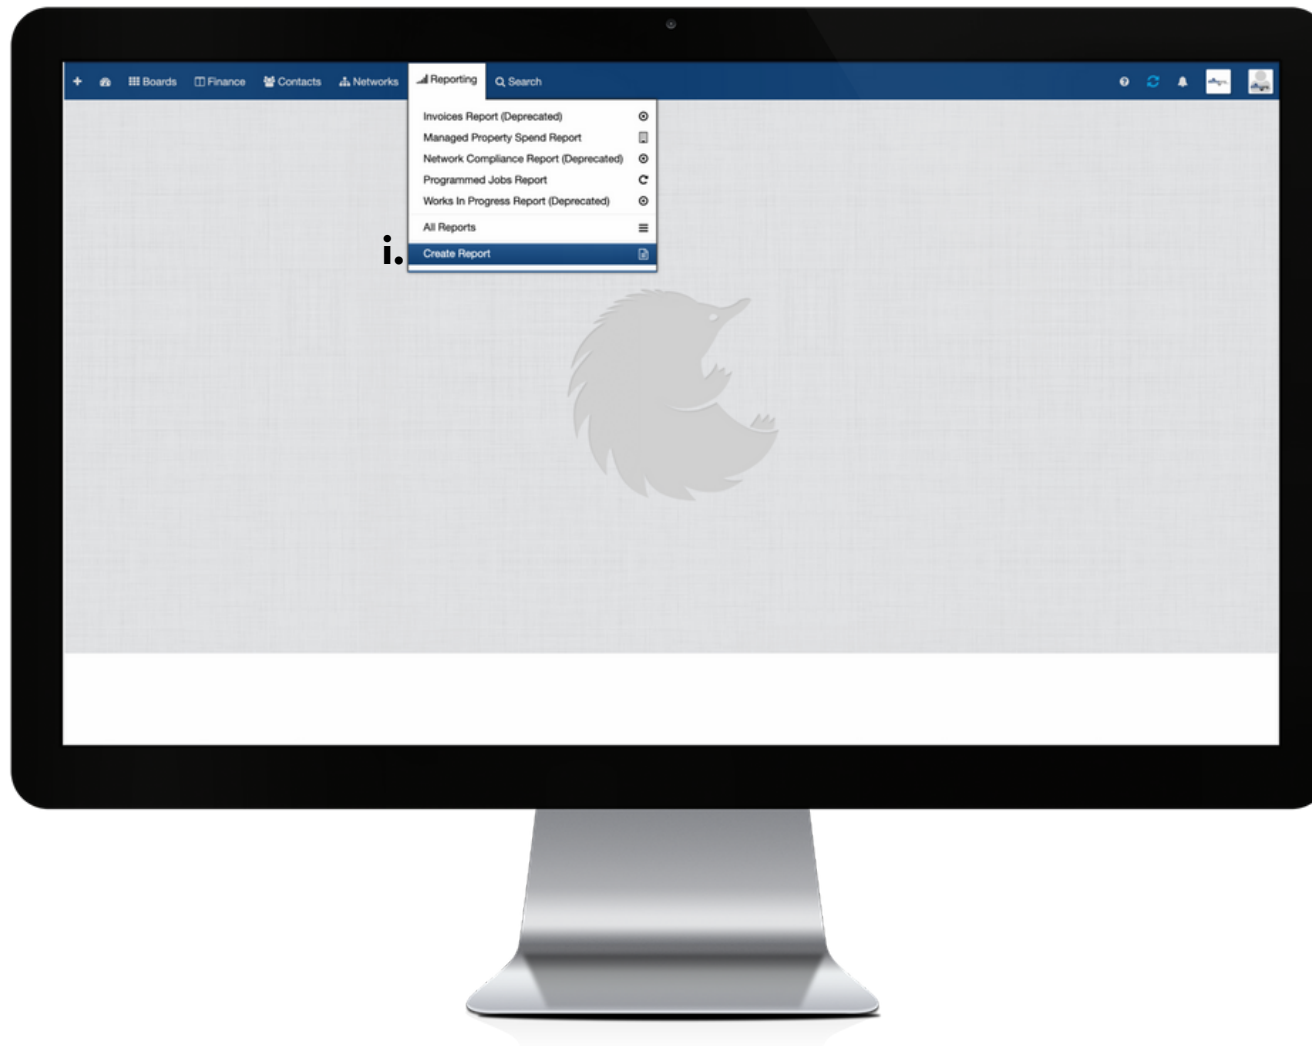 Boards Finance Contacts Networks Reporting Search
Invoices Report (Deprecated)
Managed Property Spend Report
Network Compliance Report (Deprecated)
Programmed Jobs Report
Works In Progress Report (Deprecated)
All Reports
i.
Create Report